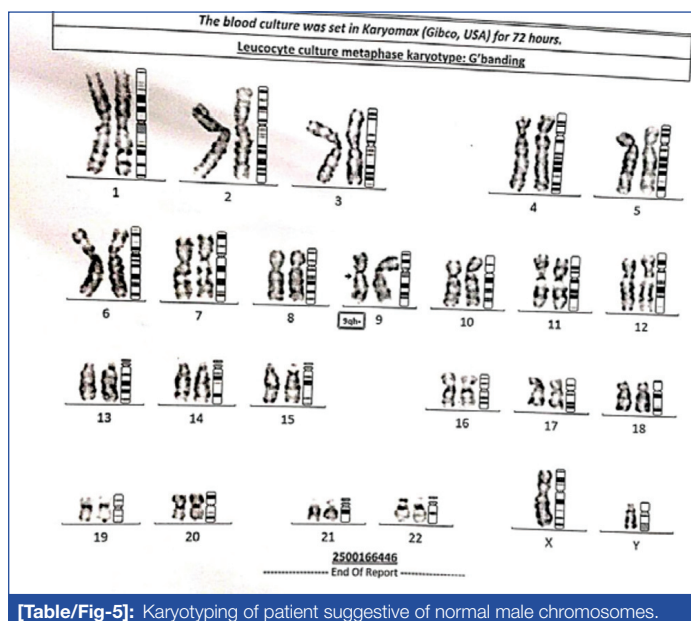 The blood culture was set in Karyomax (Gibco, USA) for 72 hours.
Leucocyte culture metaphase karyotype: G'banding
1 2 3 4 5
6 7 8 9qh- 9 10 11 12
13 14 15 16 17 18
19 20 21 22 X Y
2500166446
End Of Report
[Table/Fig-5]: Karyotyping of patient suggestive of normal male chromosomes.